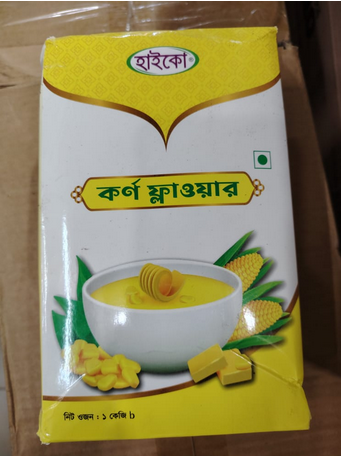 হাইকো
কর্ণ ফ্লাওয়ার
নিট ওজন : ১ কেজি b